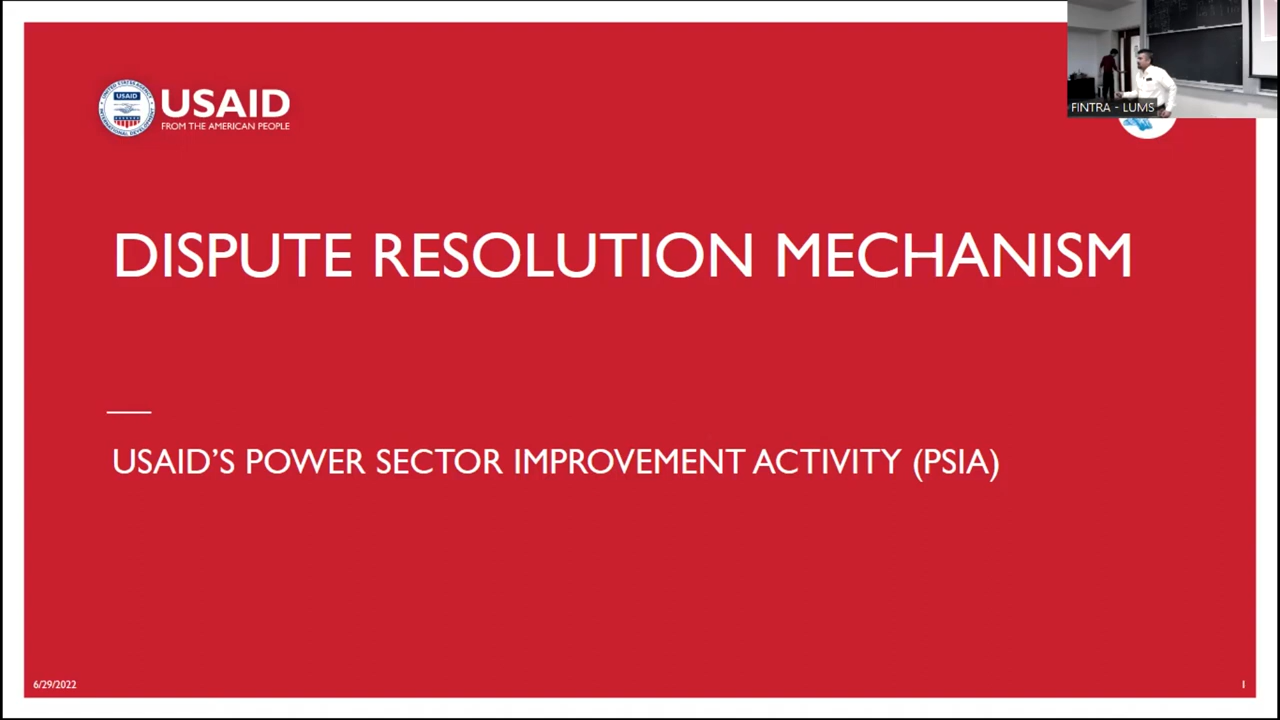 USAID
FROM THE AMERICAN PEOPLE
FINTRA - LUMS
DISPUTE RESOLUTION MECHANISM
USAID'S POWER SECTOR IMPROVEMENT ACTIVITY (PSIA)
6/29/2022
1